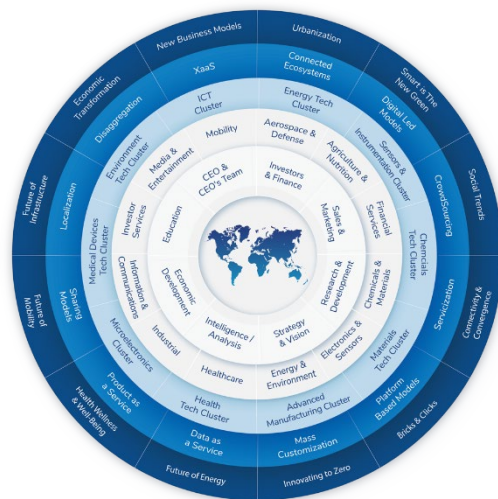 New Business Models
Urbanization
Smart is The
New Green
Social Trends
Connectivity &
Convergence
Bricks & Clicks
Innovating to Zero
Future of Energy
Health Wellness
& Well-Being
Future of
Mobility
Future of
Infrastructure
Economic
Transformation
XaaS
Connected
Ecosystems
Digital Led
Models
CrowdSourcing
Servicization
Platform
Based Models
Mass
Customization
Data as
a Service
Product as
a Service
Sharing
Models
Localization
Disaggregation
ICT
Cluster
Energy Tech
Cluster
Sensors &
Instrumentation Cluster
Chemcials
Tech Cluster
Materials
Tech Cluster
Advanced
Manufacturing Cluster
Health
Tech Cluster
Microelectronics
Cluster
Medical Devices
Tech Cluster
Environment
Tech Cluster
Mobility
Aerospace &
Defense
Agriculture &
Nutrition
Financial
Services
Chemicals &
Materials
Electronics &
Sensors
Energy &
Environment
Healthcare
Industrial
Information &
Communications
Investor
Services
Media &
Entertainment
CEO &
CEO's Team
Investors
& Finance
Sales &
Marketing
Research &
Development
Strategy
& Vision
Intelligence /
Analysis
Economic
Development
Education